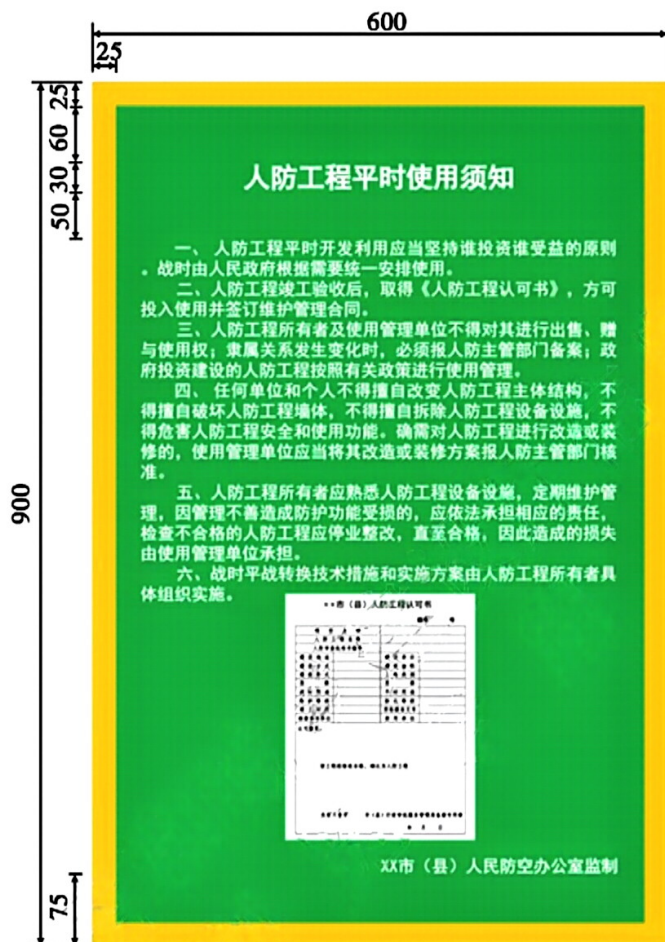 600
25
25
60
30
50
900
75
人防工程平时使用须知
一、 人防工程平时开发利用应当坚持谁投资谁受益的原则
。战时由人民政府根据需要统一安排使用。
二、人防工程竣工验收后，取得《人防工程认可书》，方可
投入使用并签订维护管理合同。
三、人防工程所有者及使用管理单位不得对其进行出售、赠
与使用权；隶属关系发生变化时，必须报人防主管部门备案；政
府投资建设的人防工程按照有关政策进行使用管理。
四、 任何单位和个人不得擅自改变人防工程主体结构，不
得擅自破坏人防工程墙体，不得擅自拆除人防工程设备设施，不
得危害人防工程安全和使用功能。确需对人防工程进行改造或装
修的，使用管理单位应当将其改造或装修方案报人防主管部门核
准。
五、人防工程所有者应熟悉人防工程设备设施，定期维护管
理，因管理不善造成防护功能受损的，应依法承担相应的责任，
检查不合格的人防工程应停业整改，直至合格，因此造成的损失
由使用管理单位承担。
六、战时平战转换技术措施和实施方案由人防工程所有者具
体组织实施。
××市（县）人防工程认可书
年 月 日
XX市（县）人民防空办公室监制